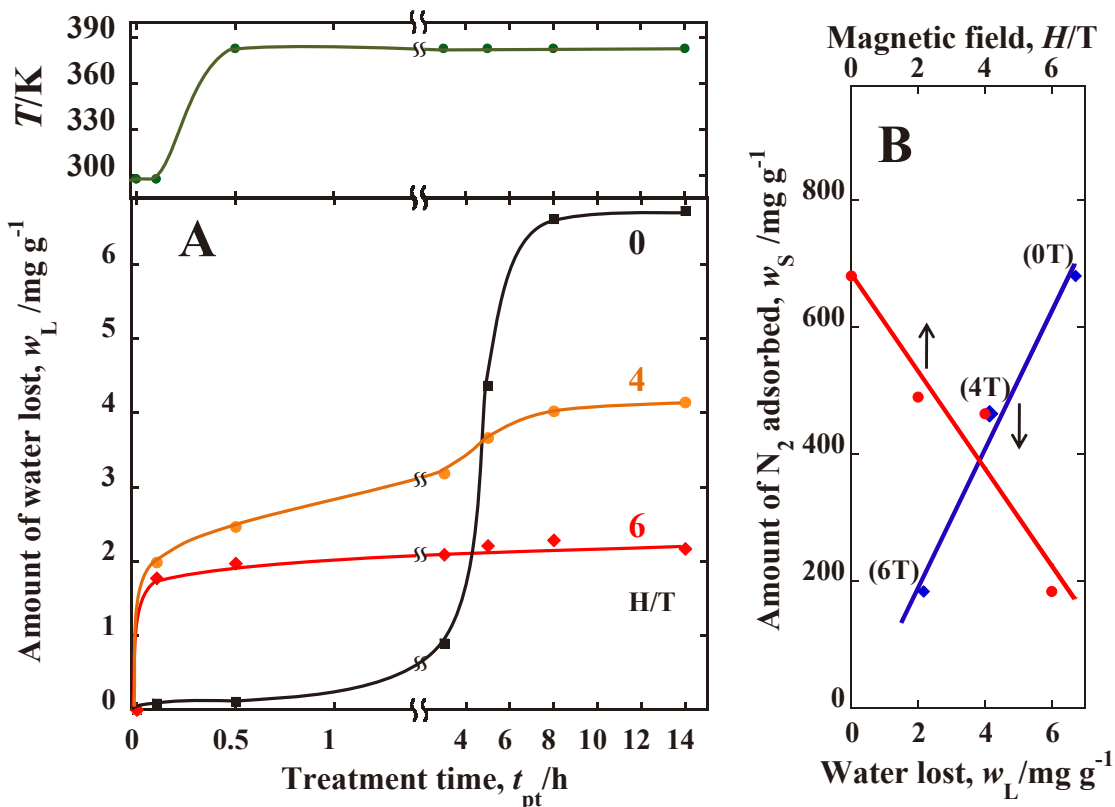 390
360
330
300
T/K
A
0
4
6
H/T
6
5
4
3
2
1
0
Amount of water lost, wL /mg g-1
0 0.5 1 4 6 8 10 12 14
Treatment time, tpt/h
Magnetic field, H/T
0 2 4 6
B
800
600
400
200
0
(0T)
(4T)
(6T)
Amount of N2 adsorbed, wS /mg g-1
0 2 4 6
Water lost, wL/mg g-1